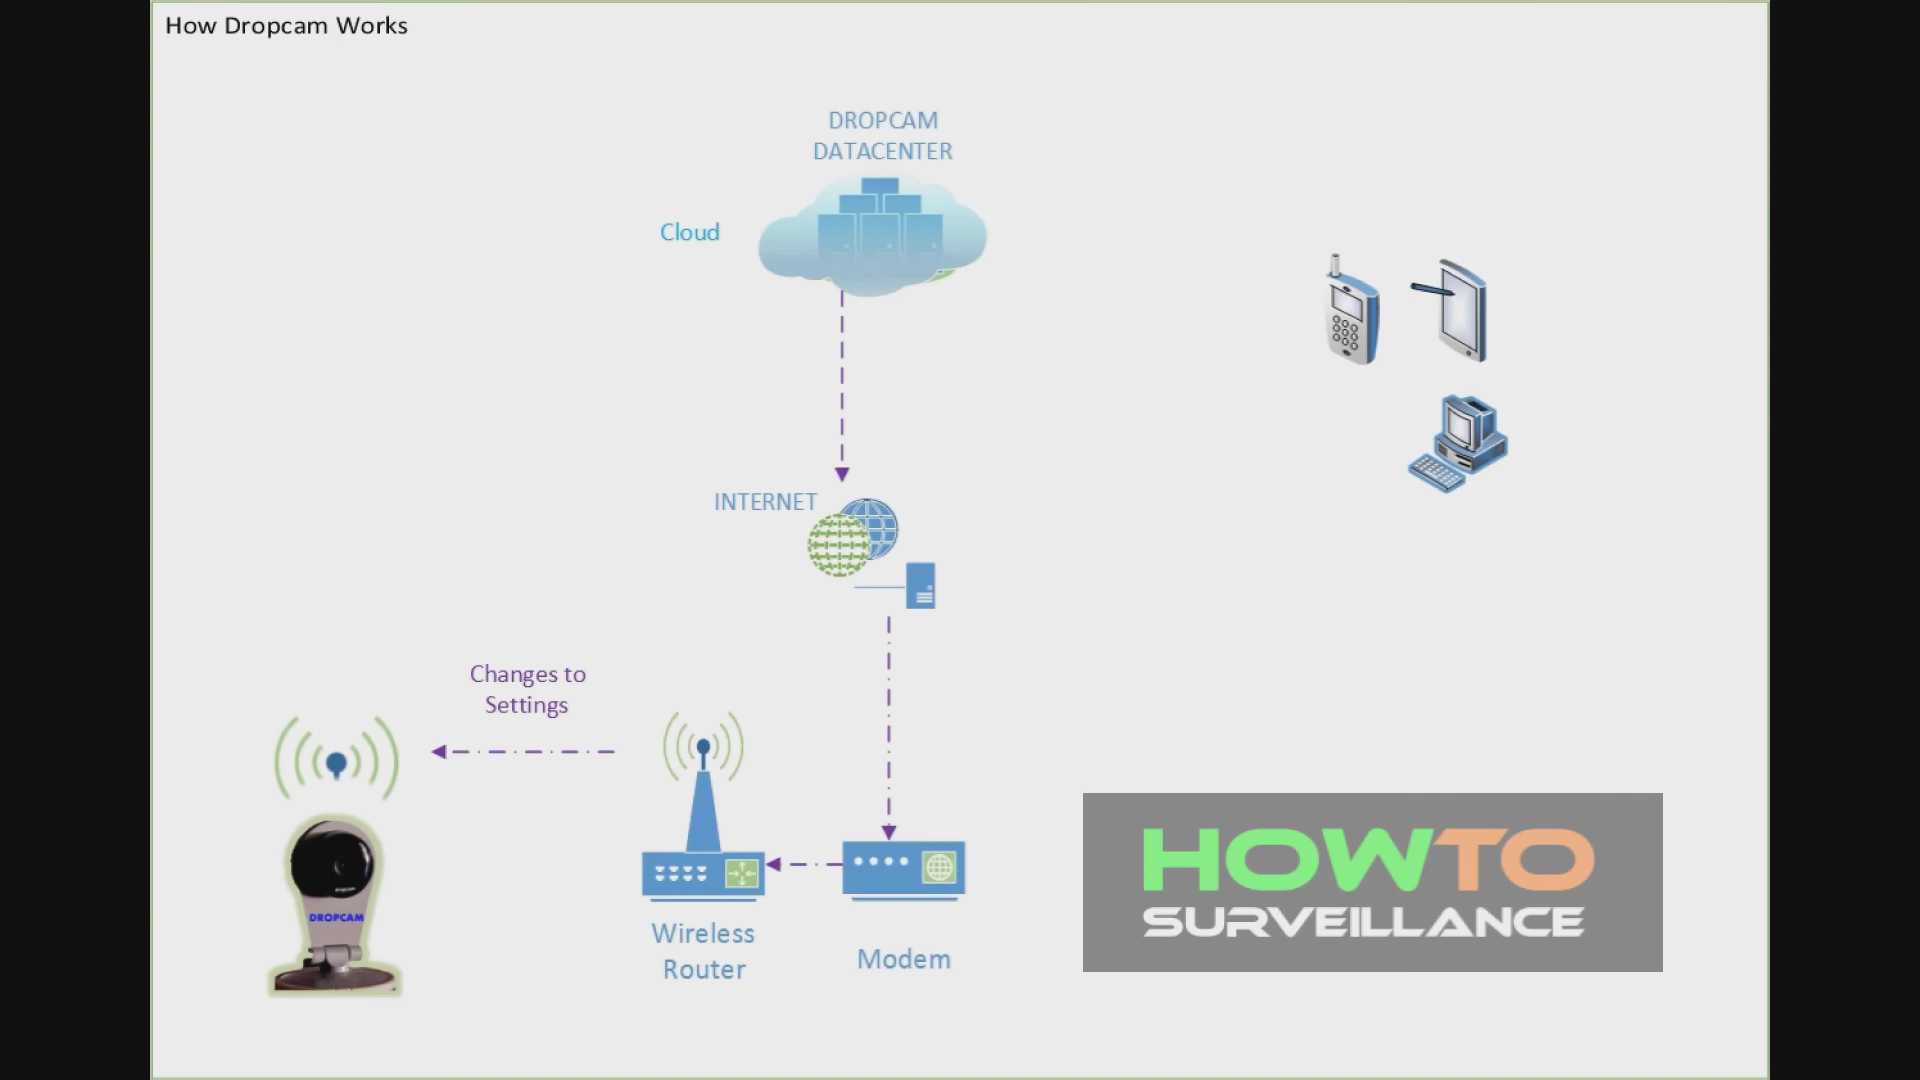 How Dropcam Works
DROPCAM
DATACENTER
Cloud
INTERNET
Changes to
Settings
DROPCAM
Wireless
Router
Modem
HOWTO
SURVEILLANCE